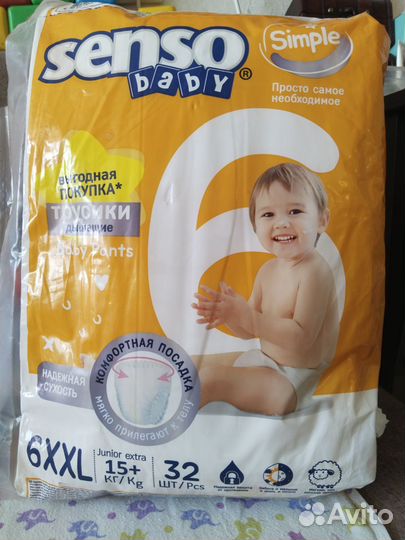 senso
baby®
Simple
Просто самое
необходимое
6
выгодная
ПОКУПКА*
трусики
дышащие
baby pants
КОМФОРТНАЯ ПОСАДКА
мягко прилегают к телу
НАДЕЖНАЯ
СУХОСТЬ
6XXL
Junior extra
15+
КГ/Kg
32
ШТ/Pcs
Avito